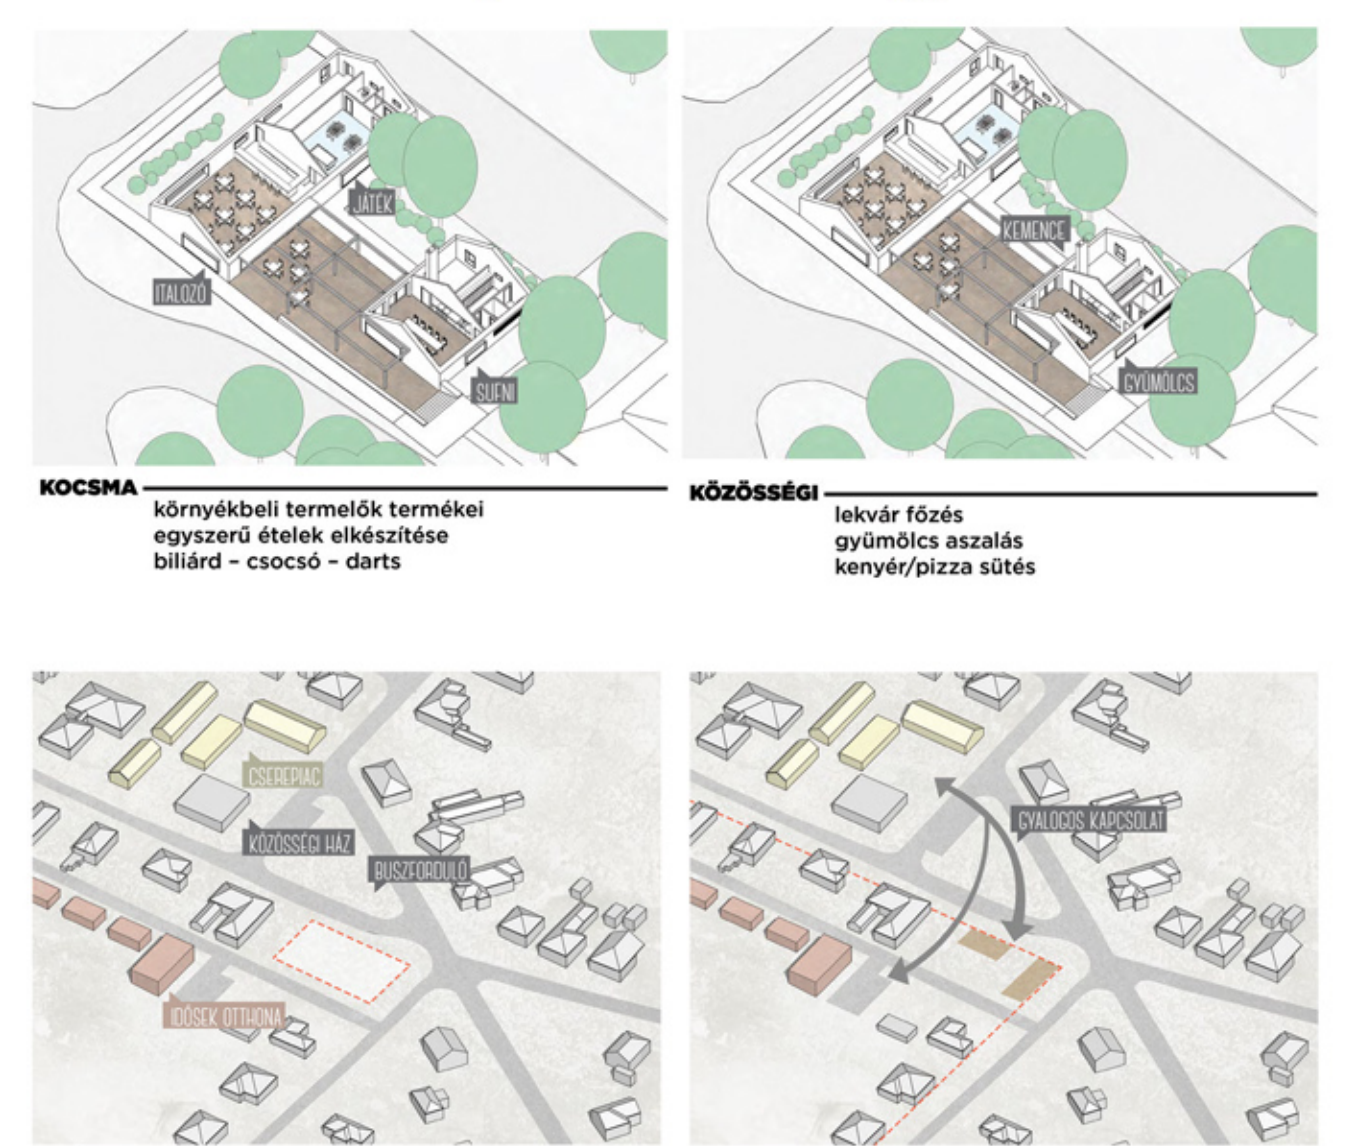 JÁTÉK
ITALOZÓ
SUFNI
KEMENCE
GYÜMÖLCS
KOCSMA
környékbeli termelők termékei
egyszerű ételek elkészítése
biliárd – csocsó – darts
KÖZÖSSÉGI
lekvár főzés
gyümölcs aszalás
kenyér/pizza sütés
CSEREPIAC
KÖZÖSSÉGI HÁZ
BUSZFORDULÓ
IDŐSEK OTTHONA
GYALOGOS KAPCSOLAT